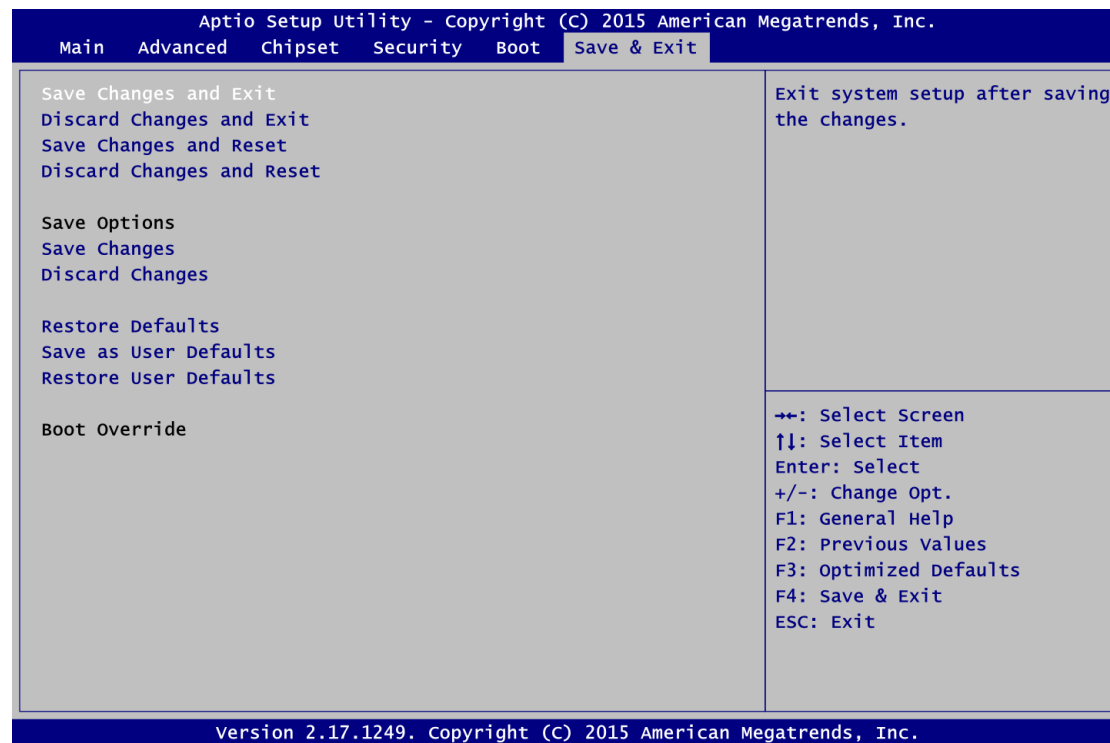 Aptio Setup Utility – Copyright (C) 2015 American Megatrends, Inc.
Main Advanced Chipset Security Boot Save & Exit
Save Changes and Exit
Discard Changes and Exit
Save Changes and Reset
Discard Changes and Reset
Save Options
Save Changes
Discard Changes
Restore Defaults
Save as User Defaults
Restore User Defaults
Boot Override
Exit system setup after saving
the changes.
→←: Select Screen
↑↓: Select Item
Enter: Select
+/-: Change Opt.
F1: General Help
F2: Previous Values
F3: Optimized Defaults
F4: Save & Exit
ESC: Exit
Version 2.17.1249. Copyright (C) 2015 American Megatrends, Inc.